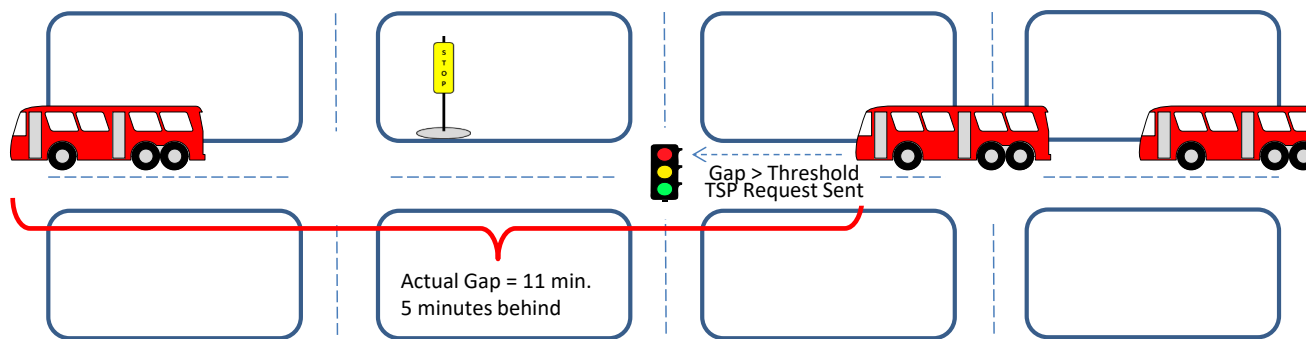 STOP
Gap > Threshold
TSP Request Sent
Actual Gap = 11 min.
5 minutes behind